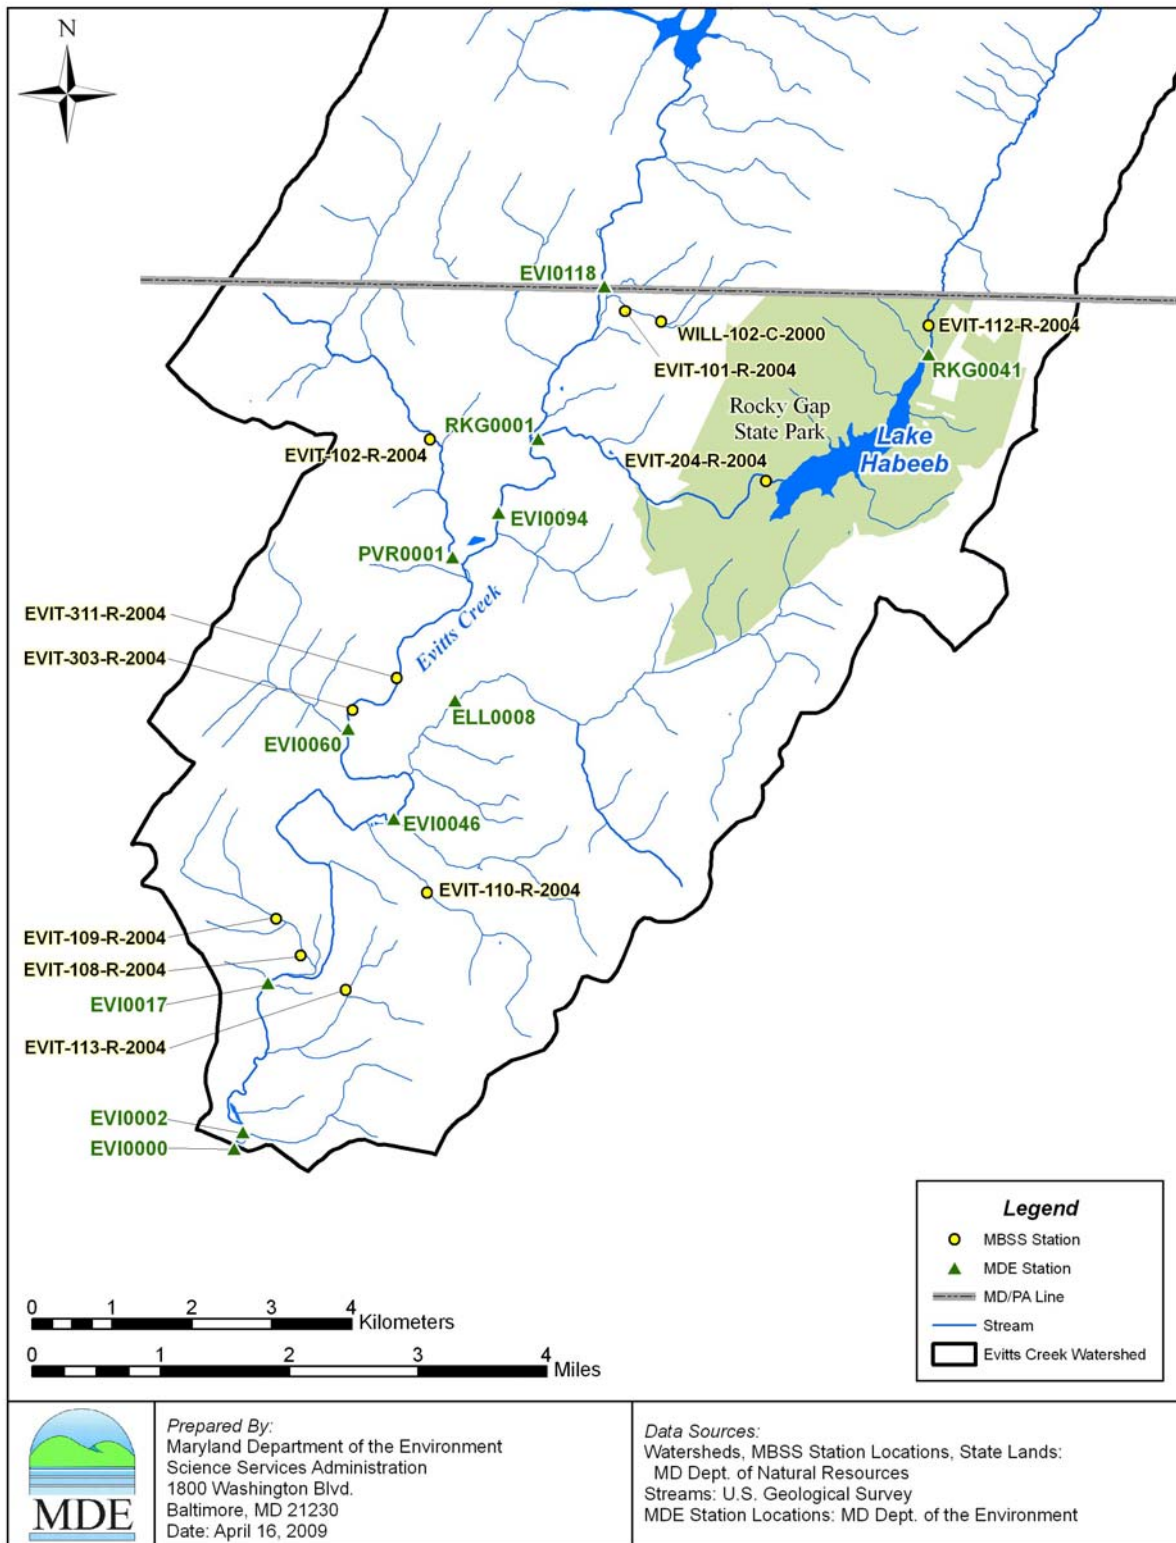 N
EVI0118
WILL-102-C-2000
EVIT-101-R-2004
EVIT-112-R-2004
RKG0041
Rocky Gap
State Park
Lake
Habeeb
RKG0001
EVIT-102-R-2004
EVIT-204-R-2004
EVI0094
PVR0001
Evitts Creek
EVIT-311-R-2004
EVIT-303-R-2004
ELL0008
EVI0060
EVI0046
EVIT-110-R-2004
EVIT-109-R-2004
EVIT-108-R-2004
EVI0017
EVIT-113-R-2004
EVI0002
EVI0000
Legend
MBSS Station
MDE Station
MD/PA Line
Stream
Evitts Creek Watershed
0 1 2 3 4
Kilometers
0 1 2 3 4
Miles
MDE
Prepared By:
Maryland Department of the Environment
Science Services Administration
1800 Washington Blvd.
Baltimore, MD 21230
Date: April 16, 2009
Data Sources:
Watersheds, MBSS Station Locations, State Lands:
MD Dept. of Natural Resources
Streams: U.S. Geological Survey
MDE Station Locations: MD Dept. of the Environment